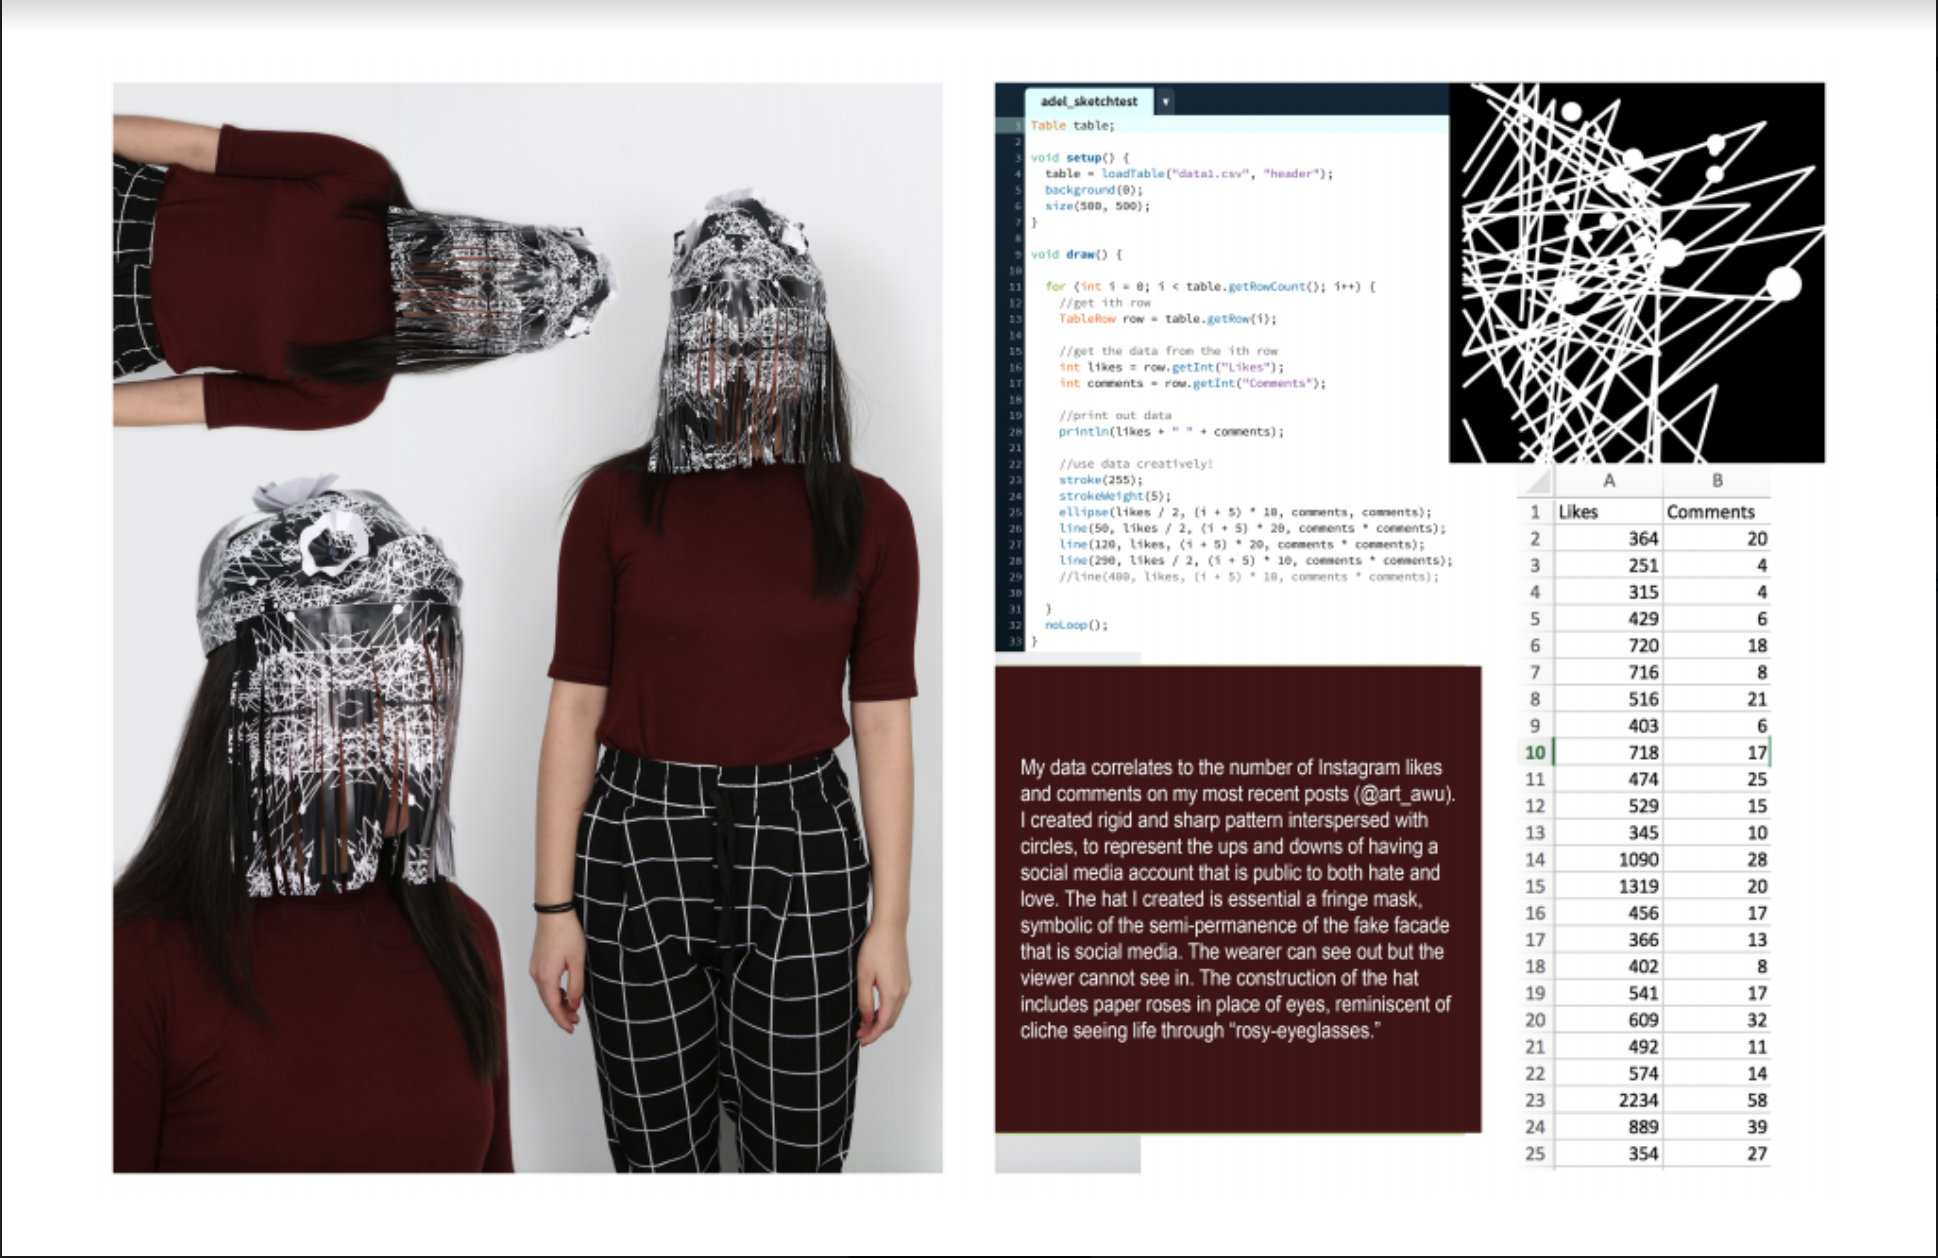 adel_sketchtest
1 Table table;
2
3 void setup() {
4 table = loadTable("data1.csv", "header");
5 background(0);
6 size(500, 500);
7 }
8
9 void draw() {
10
11 for (int i = 0; i < table.getRowCount(); i++) {
12 //get ith row
13 TableRow row = table.getRow(i);
14
15 //get the data from the ith row
16 int likes = row.getInt("Likes");
17 int comments = row.getInt("Comments");
18
19 //print out data
20 println(likes + " " + comments);
21
22 //use data creatively!
23 stroke(255);
24 strokeWeight(5);
25 ellipse(likes / 2, (i + 5) * 10, comments, comments);
26 line(50, likes / 2, (i + 5) * 20, comments * comments);
27 line(120, likes, (i + 5) * 20, comments * comments);
28 line(290, likes / 2, (i + 5) * 10, comments * comments);
29 //line(400, likes, (i + 5) * 10, comments * comments);
30
31 }
32 noLoop();
33 }
My data correlates to the number of Instagram likes
and comments on my most recent posts (@art_awu).
I created rigid and sharp pattern interspersed with
circles, to represent the ups and downs of having a
social media account that is public to both hate and
love. The hat I created is essential a fringe mask,
symbolic of the semi-permanence of the fake facade
that is social media. The wearer can see out but the
viewer cannot see in. The construction of the hat
includes paper roses in place of eyes, reminiscent of
cliche seeing life through “rosy-eyeglasses.”
A B
1 Likes Comments
2 364 20
3 251 4
4 315 4
5 429 6
6 720 18
7 716 8
8 516 21
9 403 6
10 718 17
11 474 25
12 529 15
13 345 10
14 1090 28
15 1319 20
16 456 17
17 366 13
18 402 8
19 541 17
20 609 32
21 492 11
22 574 14
23 2234 58
24 889 39
25 354 27